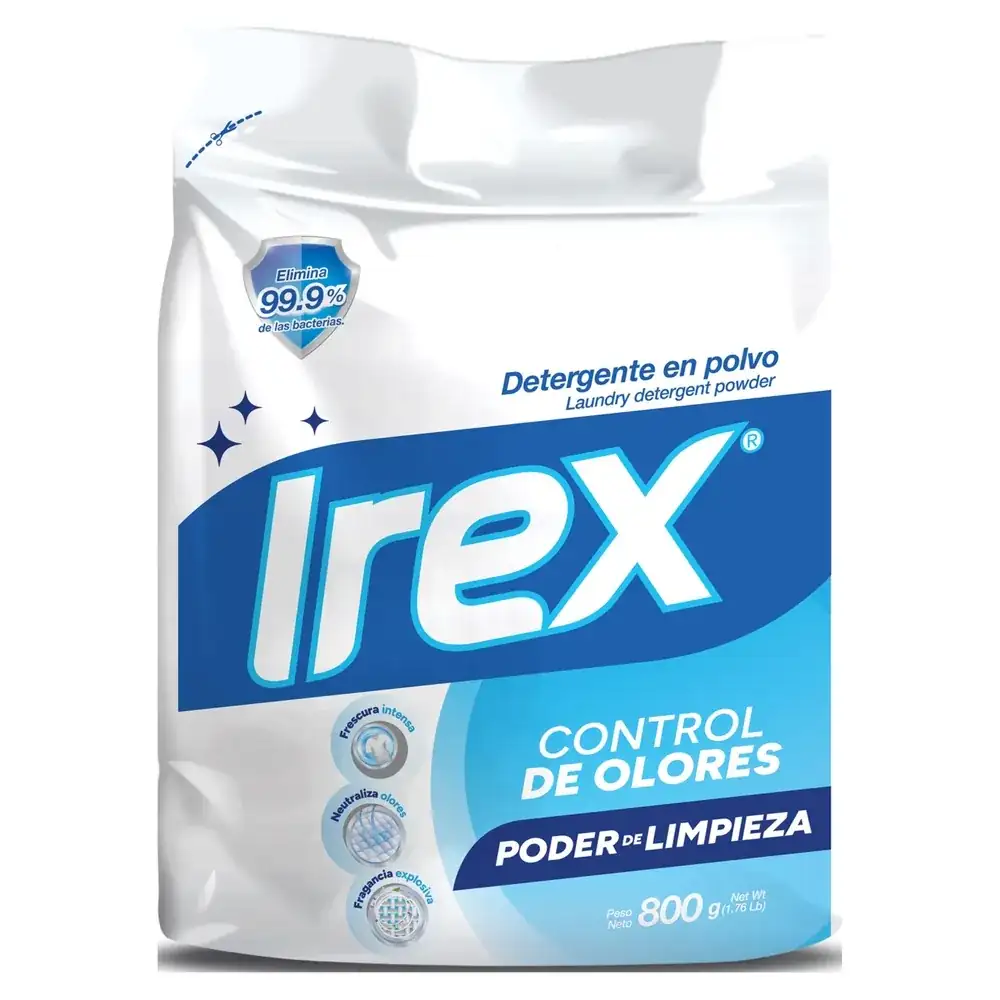 Elimina
99.9%
de las bacterias.
Detergente en polvo
Laundry detergent powder
Irex®
Frescura intensa
Neutraliza olores
Fragancia explosiva
CONTROL
DE OLORES
PODER DE LIMPIEZA
Peso Neto 800 g Net Wt (1.76 Lb)